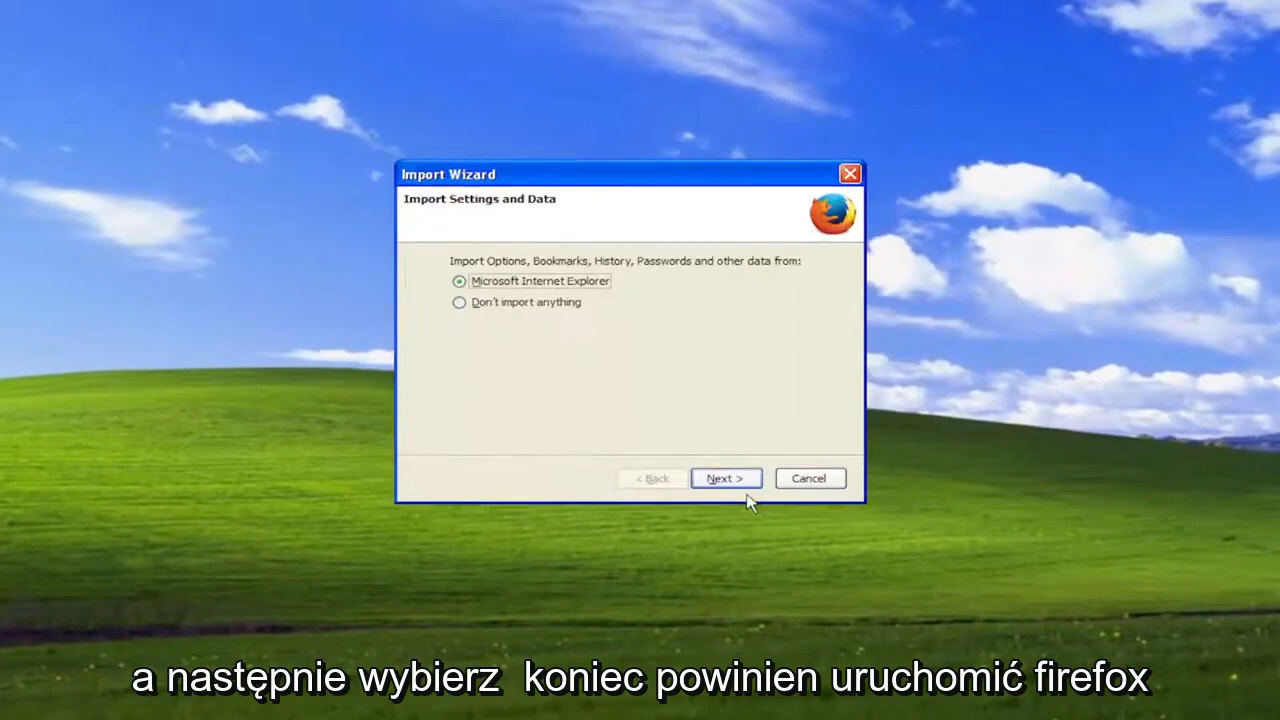 Import Wizard
Import Settings and Data
Import Options, Bookmarks, History, Passwords and other data from:
Microsoft Internet Explorer
Don't import anything
< Back
Next >
Cancel
a następnie wybierz koniec powinien uruchomić firefox